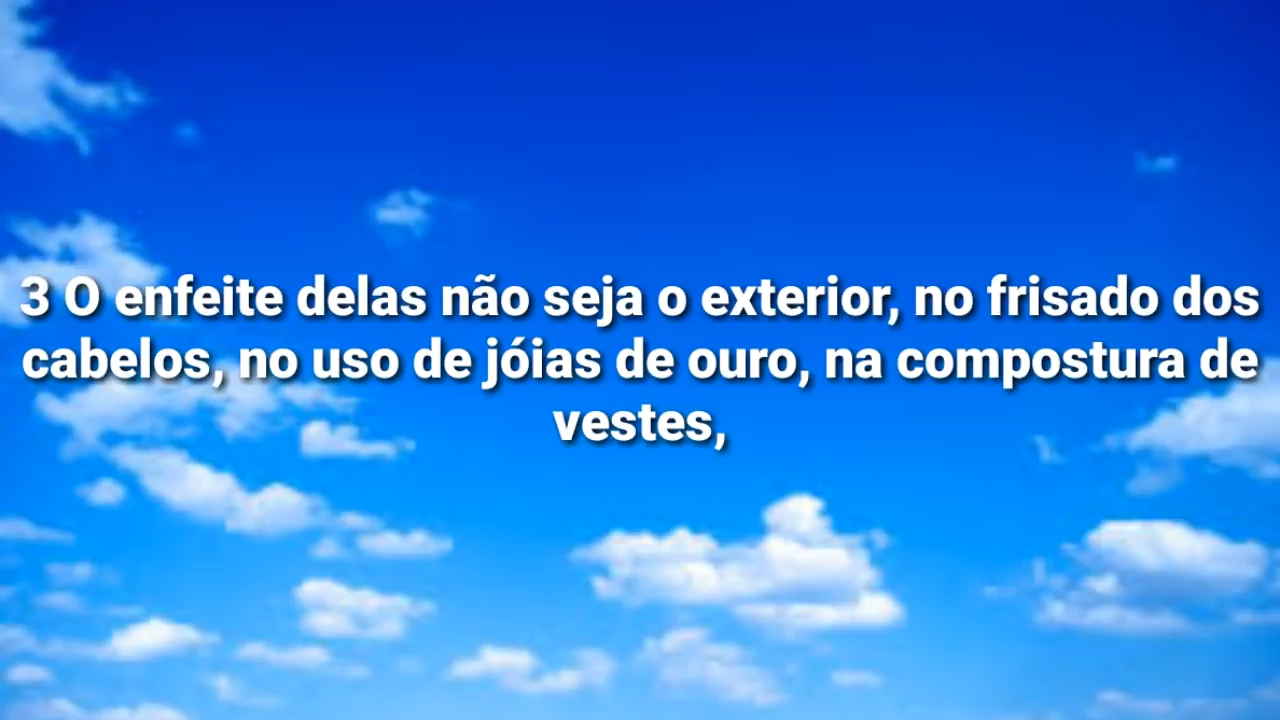 3 O enfeite delas não seja o exterior, no frisado dos
cabelos, no uso de jóias de ouro, na compostura de
vestes,